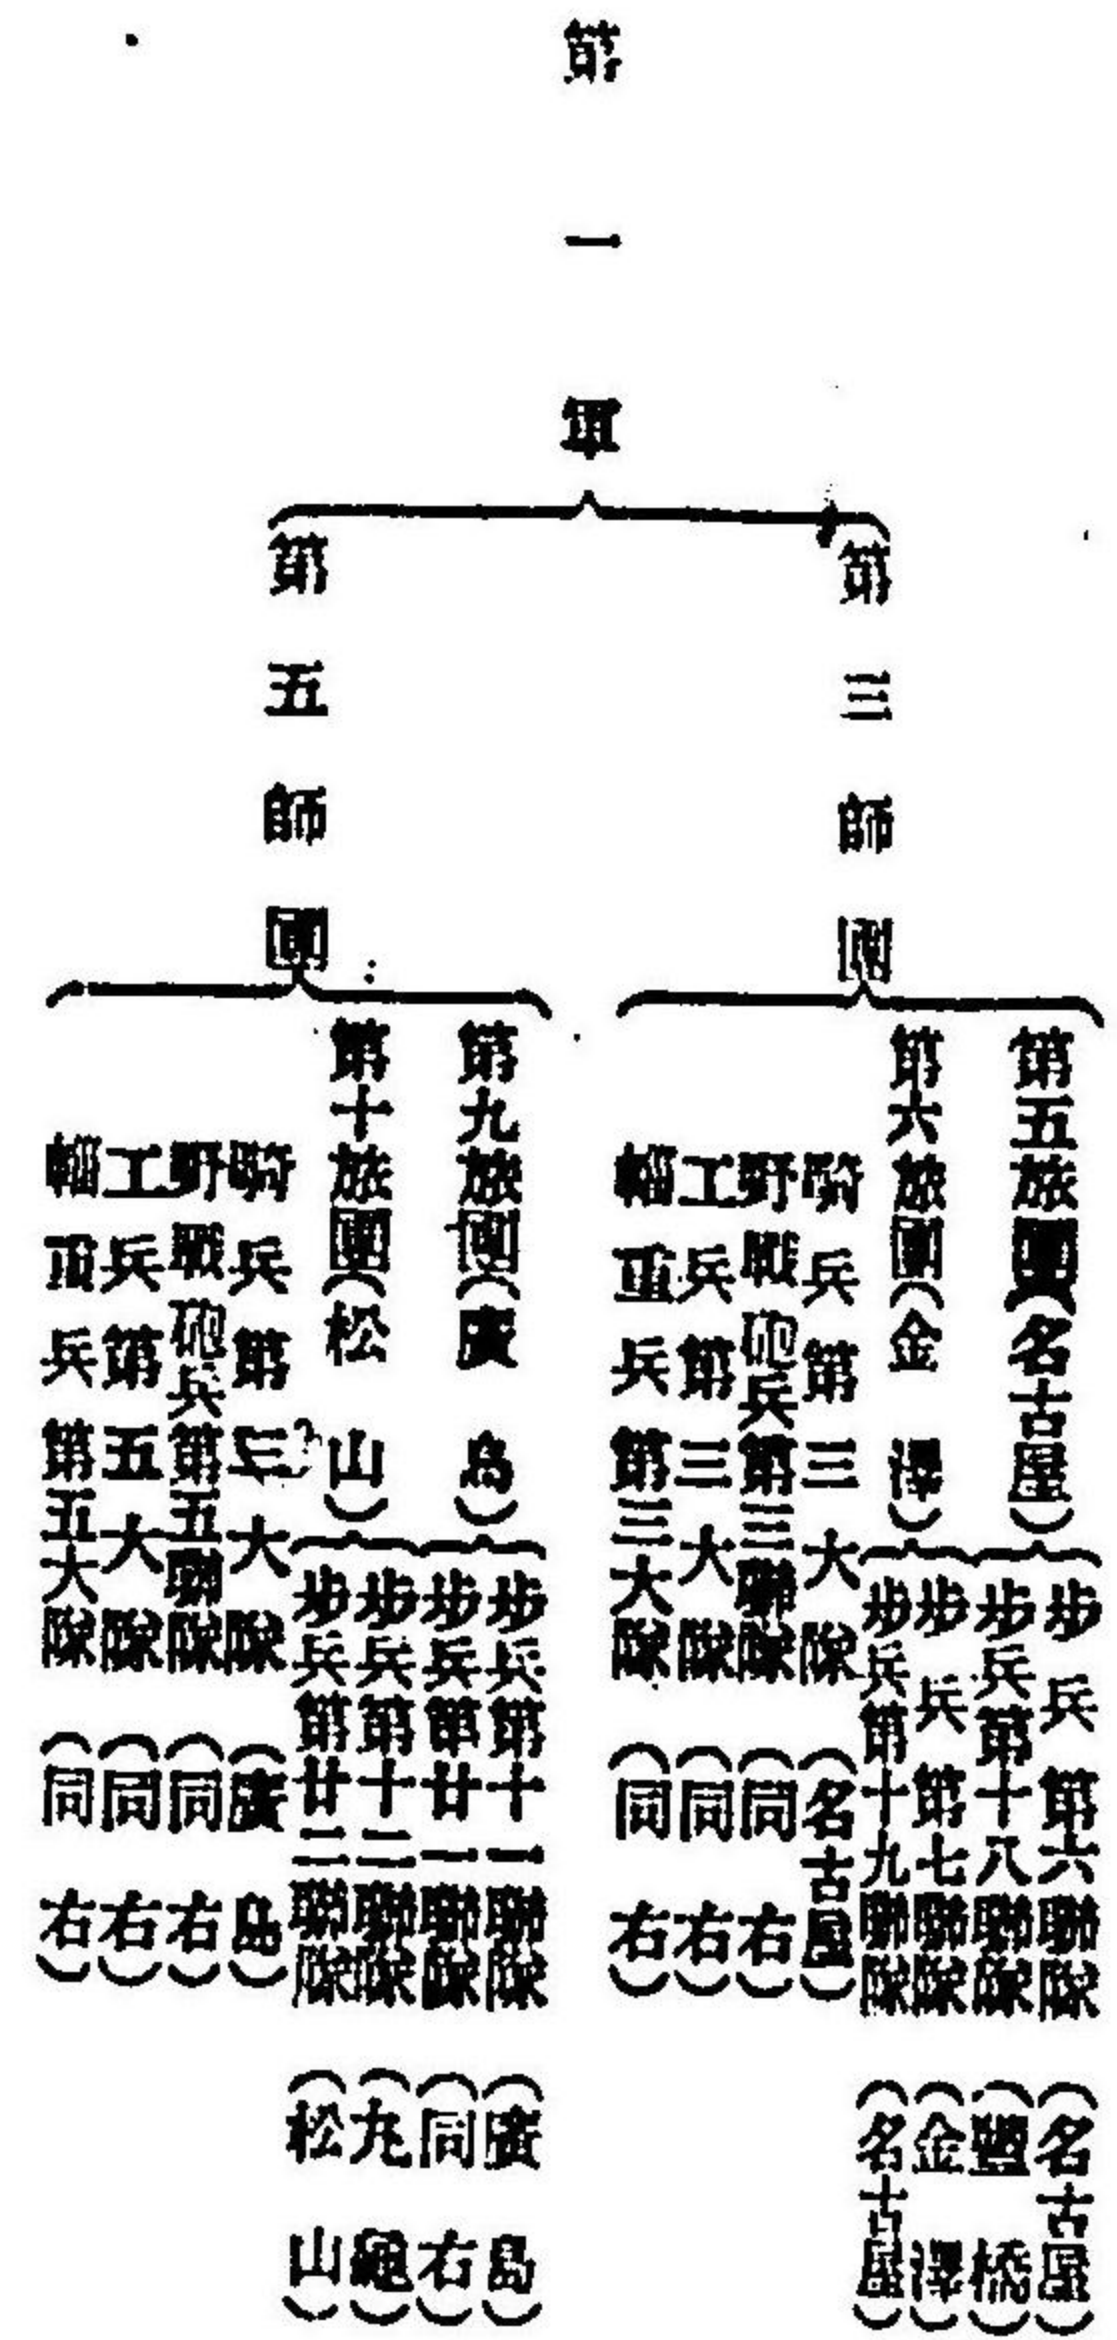 第一軍
第三師團
第五旅團(名古屋)
步兵第六聯隊(名古屋)
步兵第十八聯隊(豐橋)
第六旅團(金澤)
步兵第七聯隊(金澤)
步兵第十九聯隊(名古屋)
騎兵第三大隊(名古屋)
野戰砲兵第三聯隊(同右)
工兵第三大隊(同右)
輜重兵第三大隊(同右)
第五師團
第九旅團(廣島)
步兵第十一聯隊(廣島)
步兵第廿一聯隊(同右)
第十旅團(松山)
步兵第十二聯隊(丸龜)
步兵第廿二聯隊(松山)
騎兵第大隊(廣島)
野戰砲兵第五聯隊(同右)
工兵第五大隊(同右)
輜重兵第五大隊(同右)